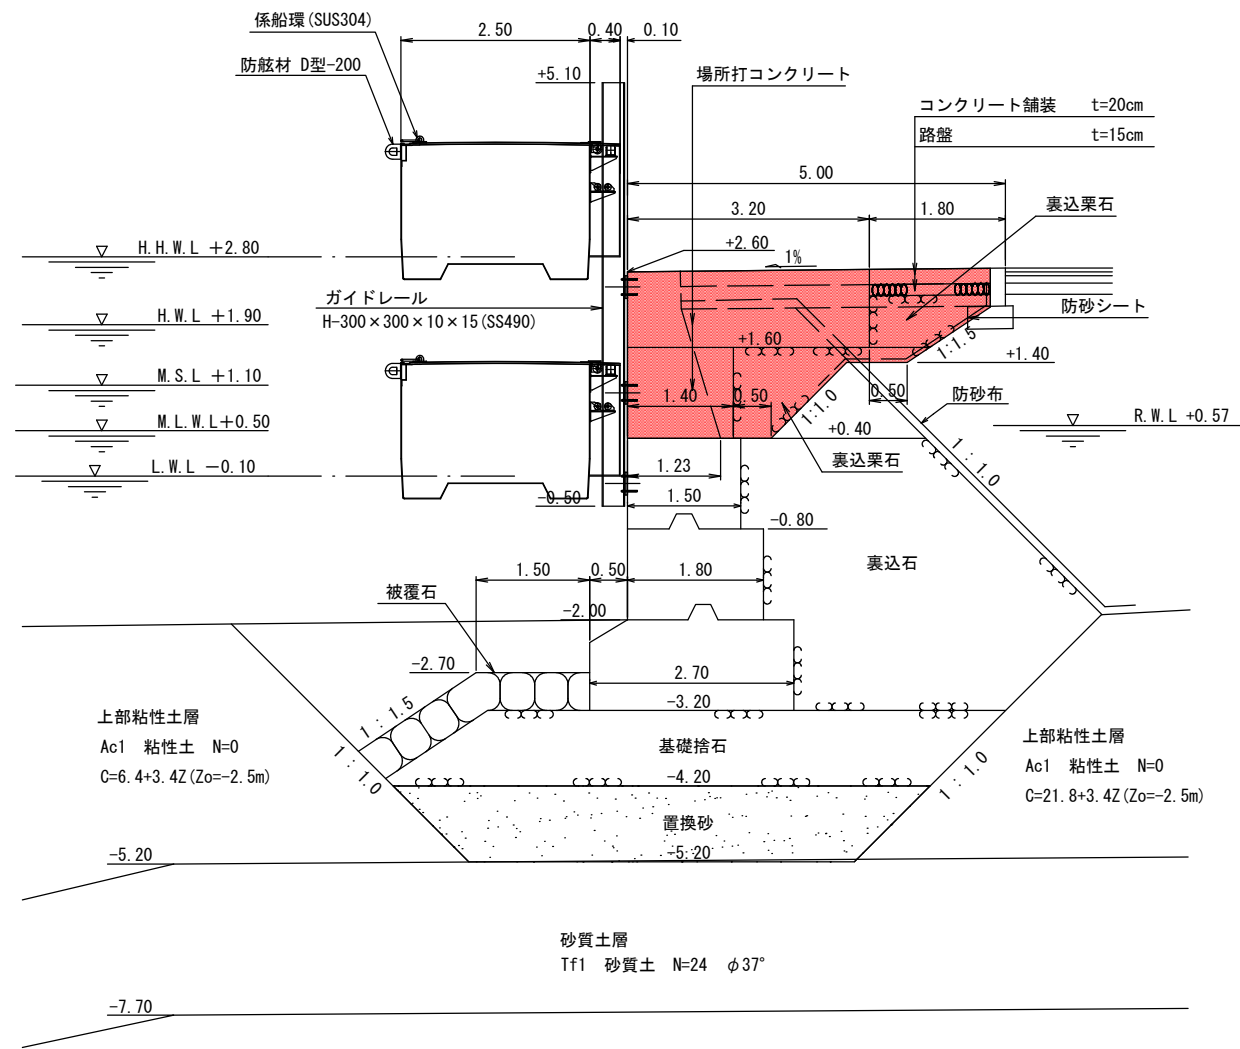 係船環(SUS304)
2.50
0.40
0.10
防舷材 D型-200
+5.10
場所打コンクリート
コンクリート舗装 t=20cm
路盤 t=15cm
5.00
3.20
1.80
裏込栗石
H.H.W.L +2.80
+2.60
1%
ガイドレール
H-300×300×10×15(SS490)
防砂シート
H.W.L +1.90
+1.60
1:1.5
+1.40
M.S.L +1.10
1.40
0.50
1:1.0
0.50
防砂布
M.L.W.L+0.50
R.W.L +0.57
+0.40
裏込栗石
1:1.0
L.W.L -0.10
1.23
-0.50
1.50
-0.80
裏込石
1.50
0.50
1.80
被覆石
-2.00
-2.70
2.70
-3.20
1:1.5
上部粘性土層
Ac1 粘性土 N=0
C=6.4+3.4Z(Zo=-2.5m)
1:1.0
基礎捨石
-4.20
1:1.0
上部粘性土層
Ac1 粘性土 N=0
C=21.8+3.4Z(Zo=-2.5m)
置換砂
-5.20
-5.20
砂質土層
Tf1 砂質土 N=24 φ37°
-7.70